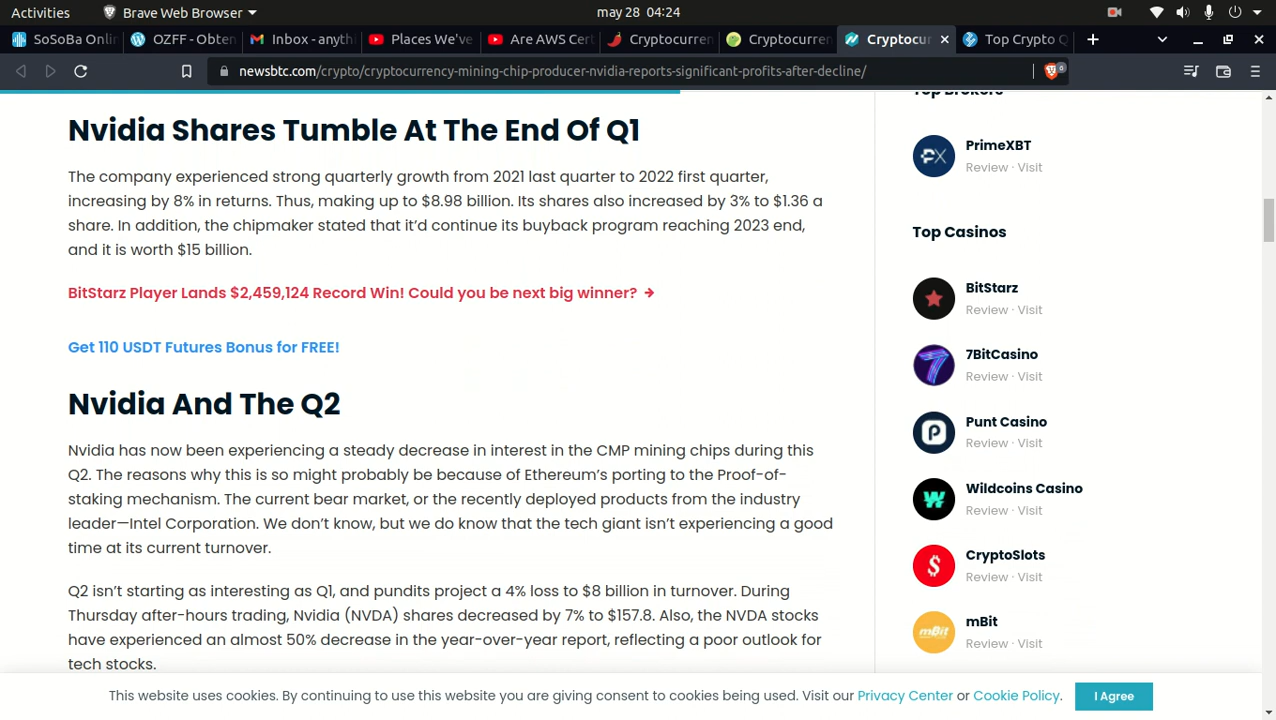 Activities Brave Web Browser may 28 04:24
SoSoBa Onli OZFF - Obten Inbox - anyth Places We've Are AWS Cert Cryptocurren Cryptocurren Cryptocur Top Crypto Q
newsbtc.com/crypto/cryptocurrency-mining-chip-producer-nvidia-reports-significant-profits-after-decline/ 0
Top Brokers
Nvidia Shares Tumble At The End Of Q1
The company experienced strong quarterly growth from 2021 last quarter to 2022 first quarter,
increasing by 8% in returns. Thus, making up to $8.98 billion. Its shares also increased by 3% to $1.36 a
share. In addition, the chipmaker stated that it'd continue its buyback program reaching 2023 end,
and it is worth $15 billion.
BitStarz Player Lands $2,459,124 Record Win! Could you be next big winner? →
Get 110 USDT Futures Bonus for FREE!
Nvidia And The Q2
Nvidia has now been experiencing a steady decrease in interest in the CMP mining chips during this
Q2. The reasons why this is so might probably be because of Ethereum's porting to the Proof-of-
staking mechanism. The current bear market, or the recently deployed products from the industry
leader—Intel Corporation. We don't know, but we do know that the tech giant isn't experiencing a good
time at its current turnover.
Q2 isn't starting as interesting as Q1, and pundits project a 4% loss to $8 billion in turnover. During
Thursday after-hours trading, Nvidia (NVDA) shares decreased by 7% to $157.8. Also, the NVDA stocks
have experienced an almost 50% decrease in the year-over-year report, reflecting a poor outlook for
tech stocks.
PrimeXBT
Review · Visit
Top Casinos
BitStarz
Review · Visit
7BitCasino
Review · Visit
Punt Casino
Review · Visit
Wildcoins Casino
Review · Visit
CryptoSlots
Review · Visit
mBit
mBit
Review · Visit
This website uses cookies. By continuing to use this website you are giving consent to cookies being used. Visit our Privacy Center or Cookie Policy. I Agree